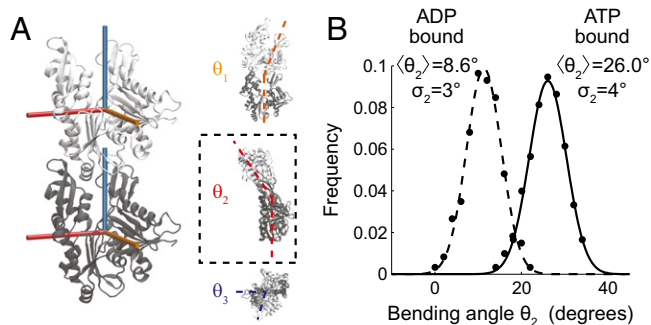 A
θ1
θ2
θ3
B
ADP
bound
⟨θ2⟩=8.6°
σ2=3°
ATP
bound
⟨θ2⟩=26.0°
σ2=4°
Frequency
0.1
0.08
0.06
0.04
0.02
0
0 20 40
Bending angle θ2 (degrees)